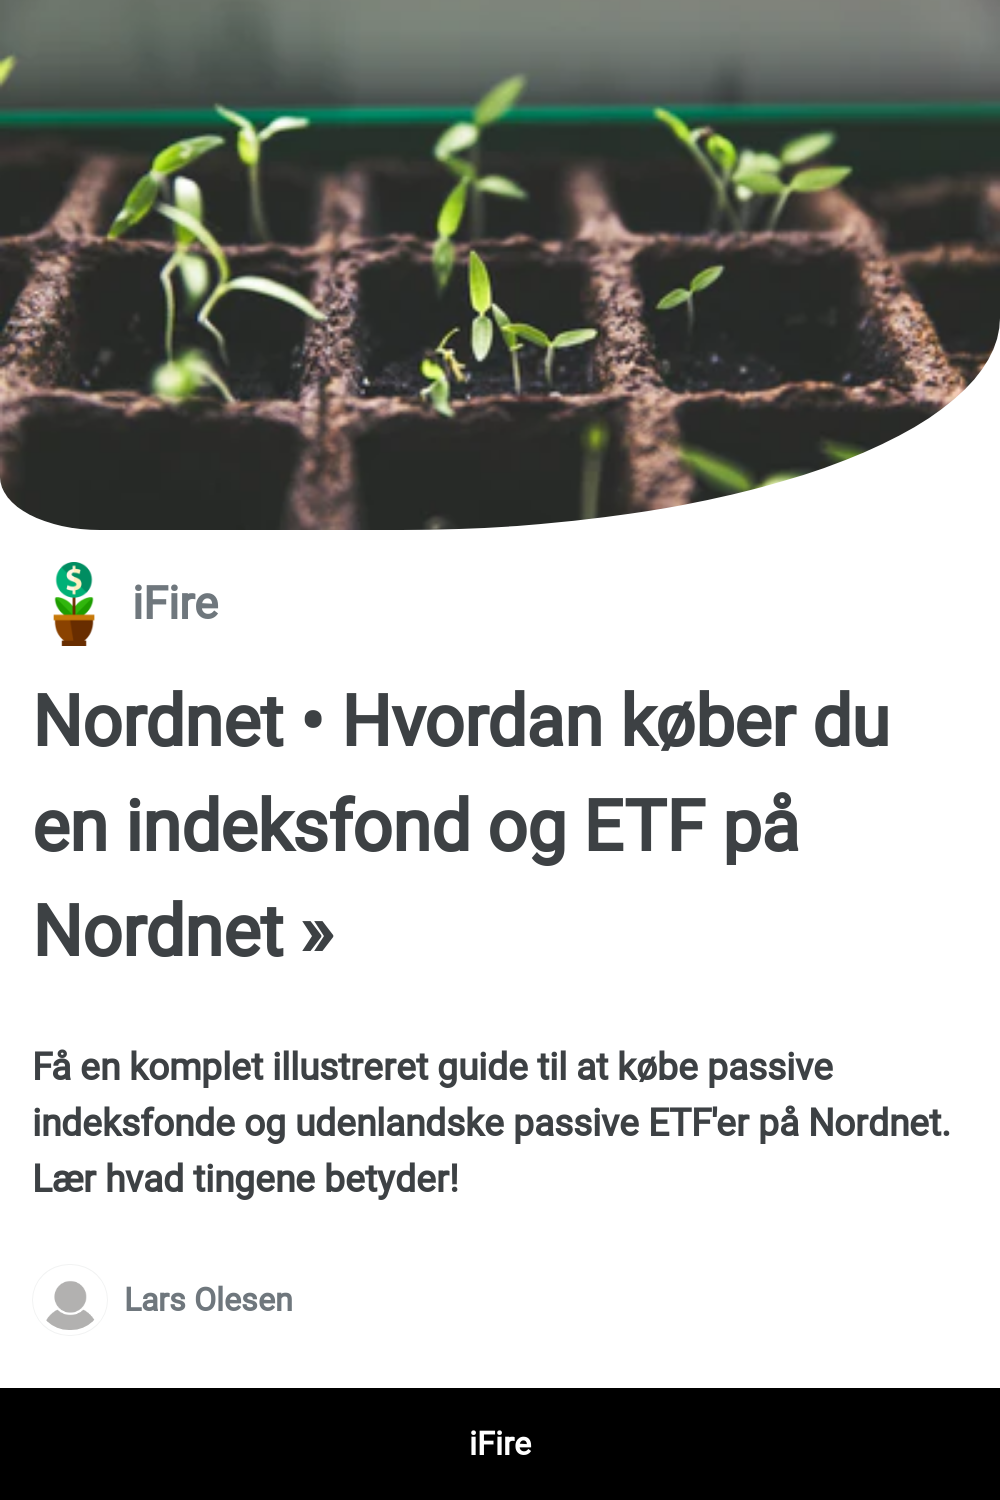 $
iFire
Nordnet • Hvordan køber du
en indeksfond og ETF på
Nordnet »
Få en komplet illustreret guide til at købe passive
indeksfonde og udenlandske passive ETF'er på Nordnet.
Lær hvad tingene betyder!
Lars Olesen
iFire